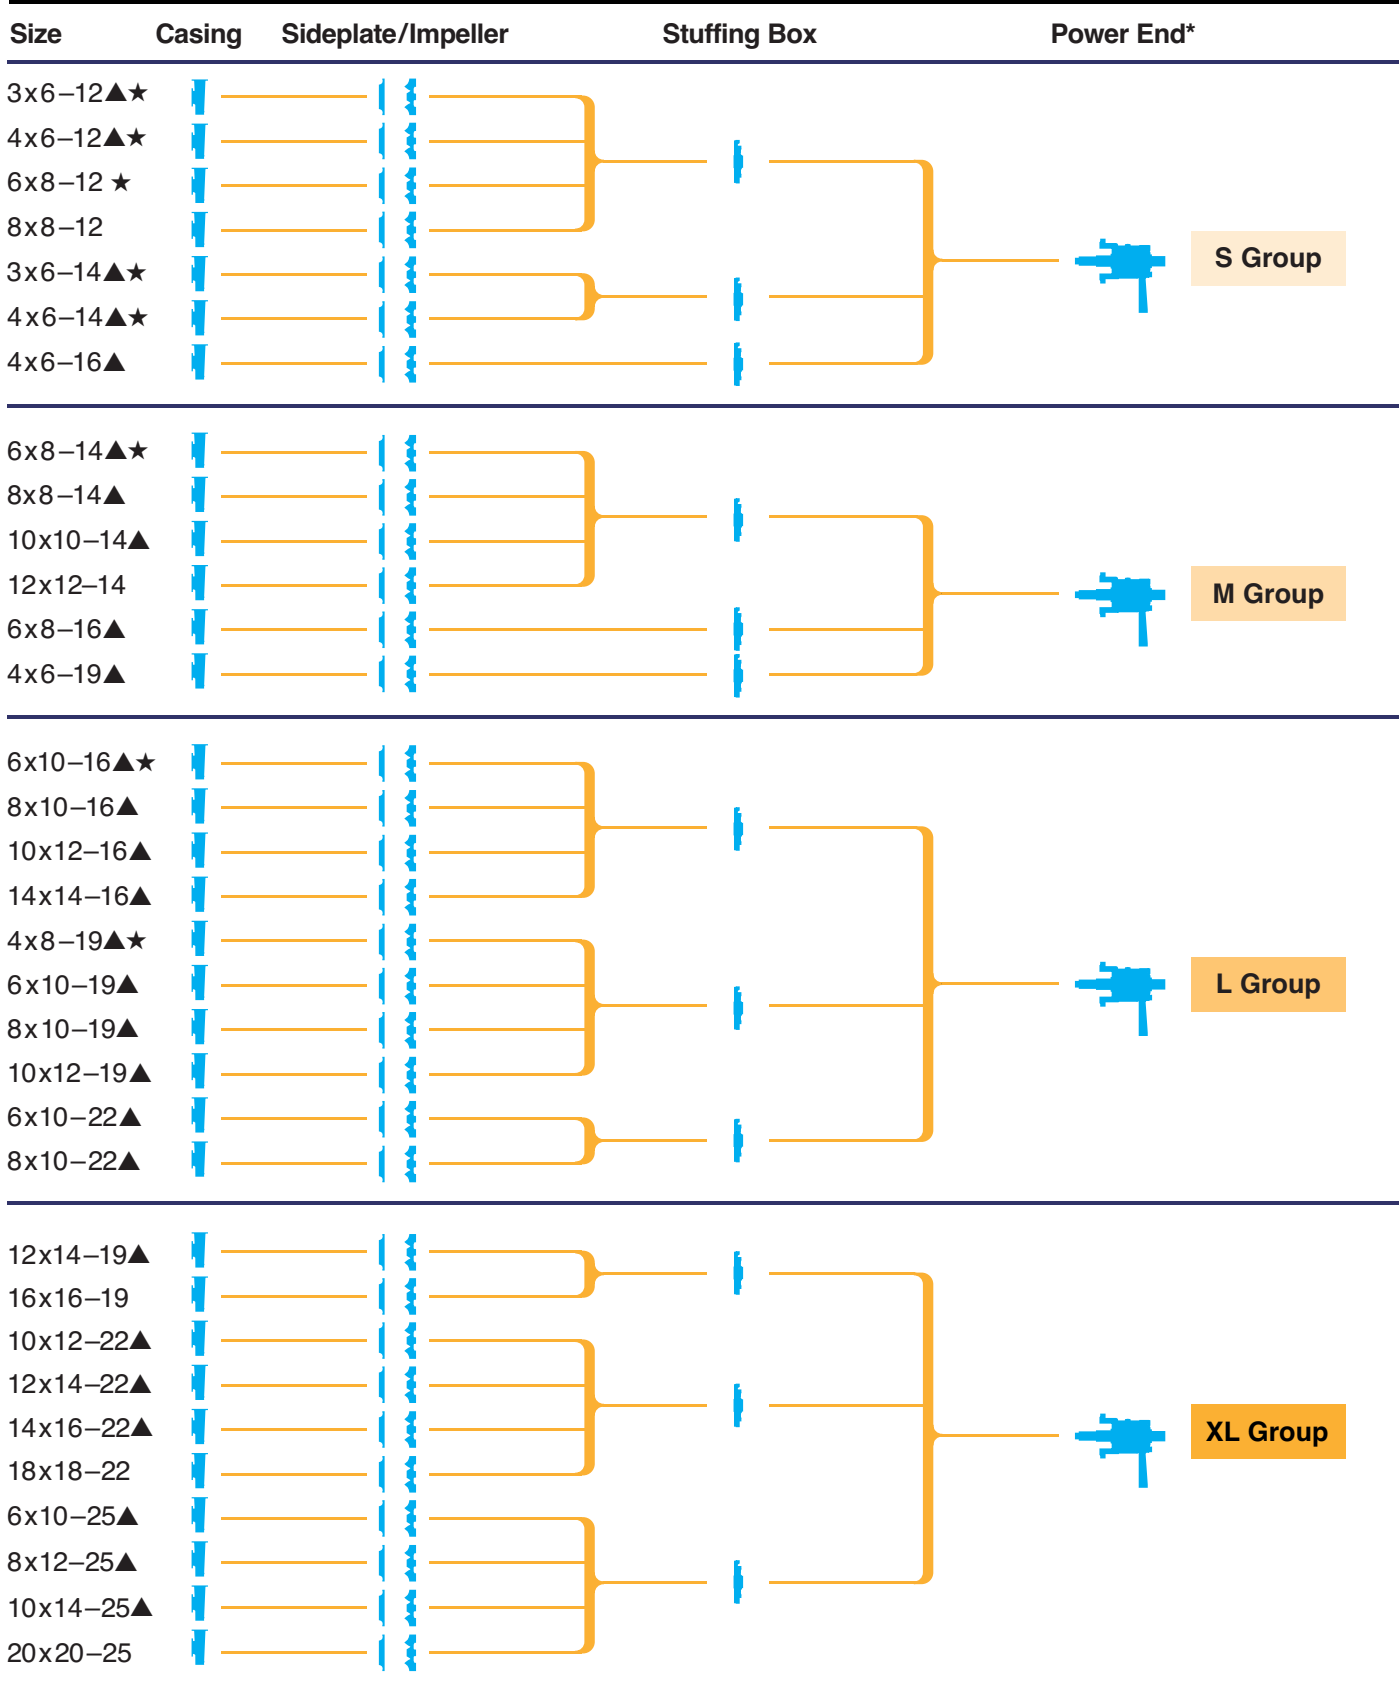 Size Casing Sideplate/Impeller Stuffing Box Power End*
3x6–12▲★
4x6–12▲★
6x8–12 ★
8x8–12
3x6–14▲★
S Group
4x6–14▲★
4x6–16▲
6x8–14▲★
8x8–14▲
10x10–14▲
12x12–14
M Group
6x8–16▲
4x6–19▲
6x10–16▲★
8x10–16▲
10x12–16▲
14x14–16▲
4x8–19▲★
6x10–19▲
L Group
8x10–19▲
10x12–19▲
6x10–22▲
8x10–22▲
12x14–19▲
16x16–19
10x12–22▲
12x14–22▲
14x16–22▲
XL Group
18x18–22
6x10–25▲
8x12–25▲
10x14–25▲
20x20–25